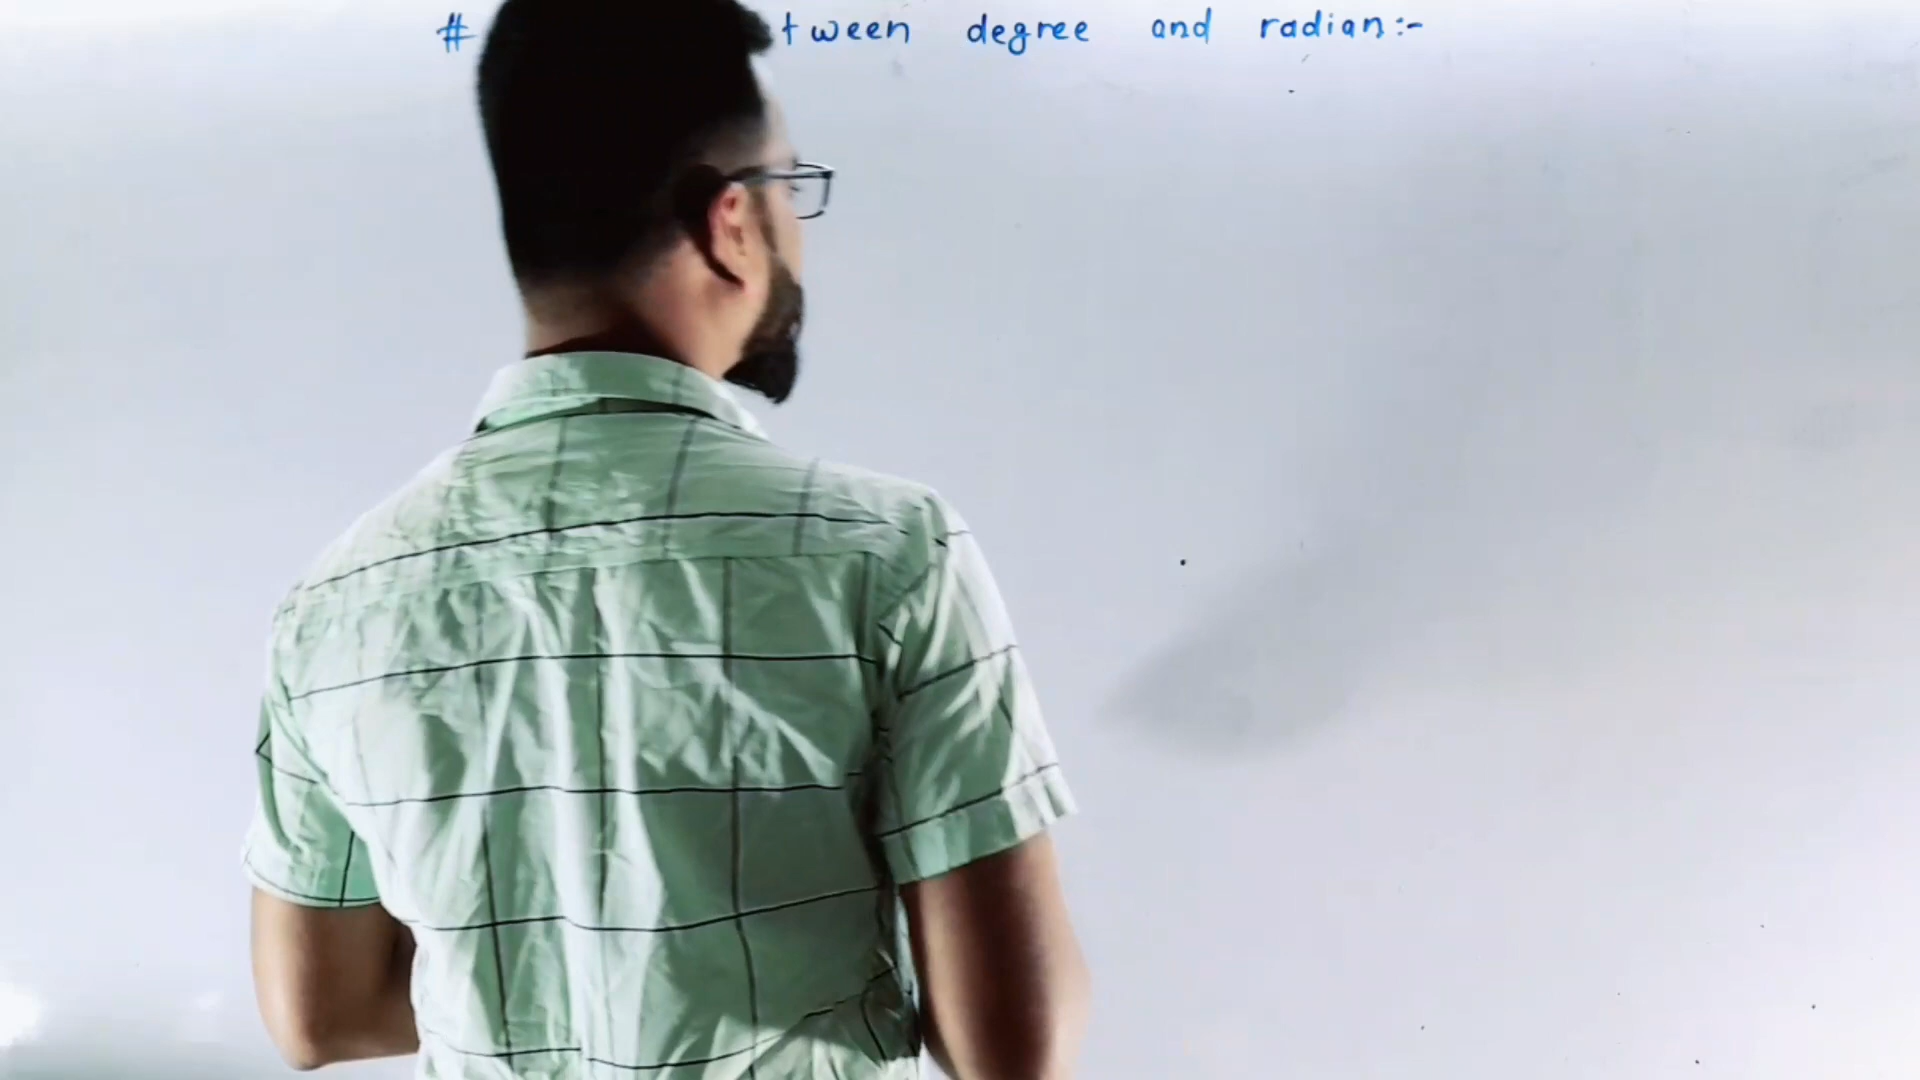 # tween degree and radian:-